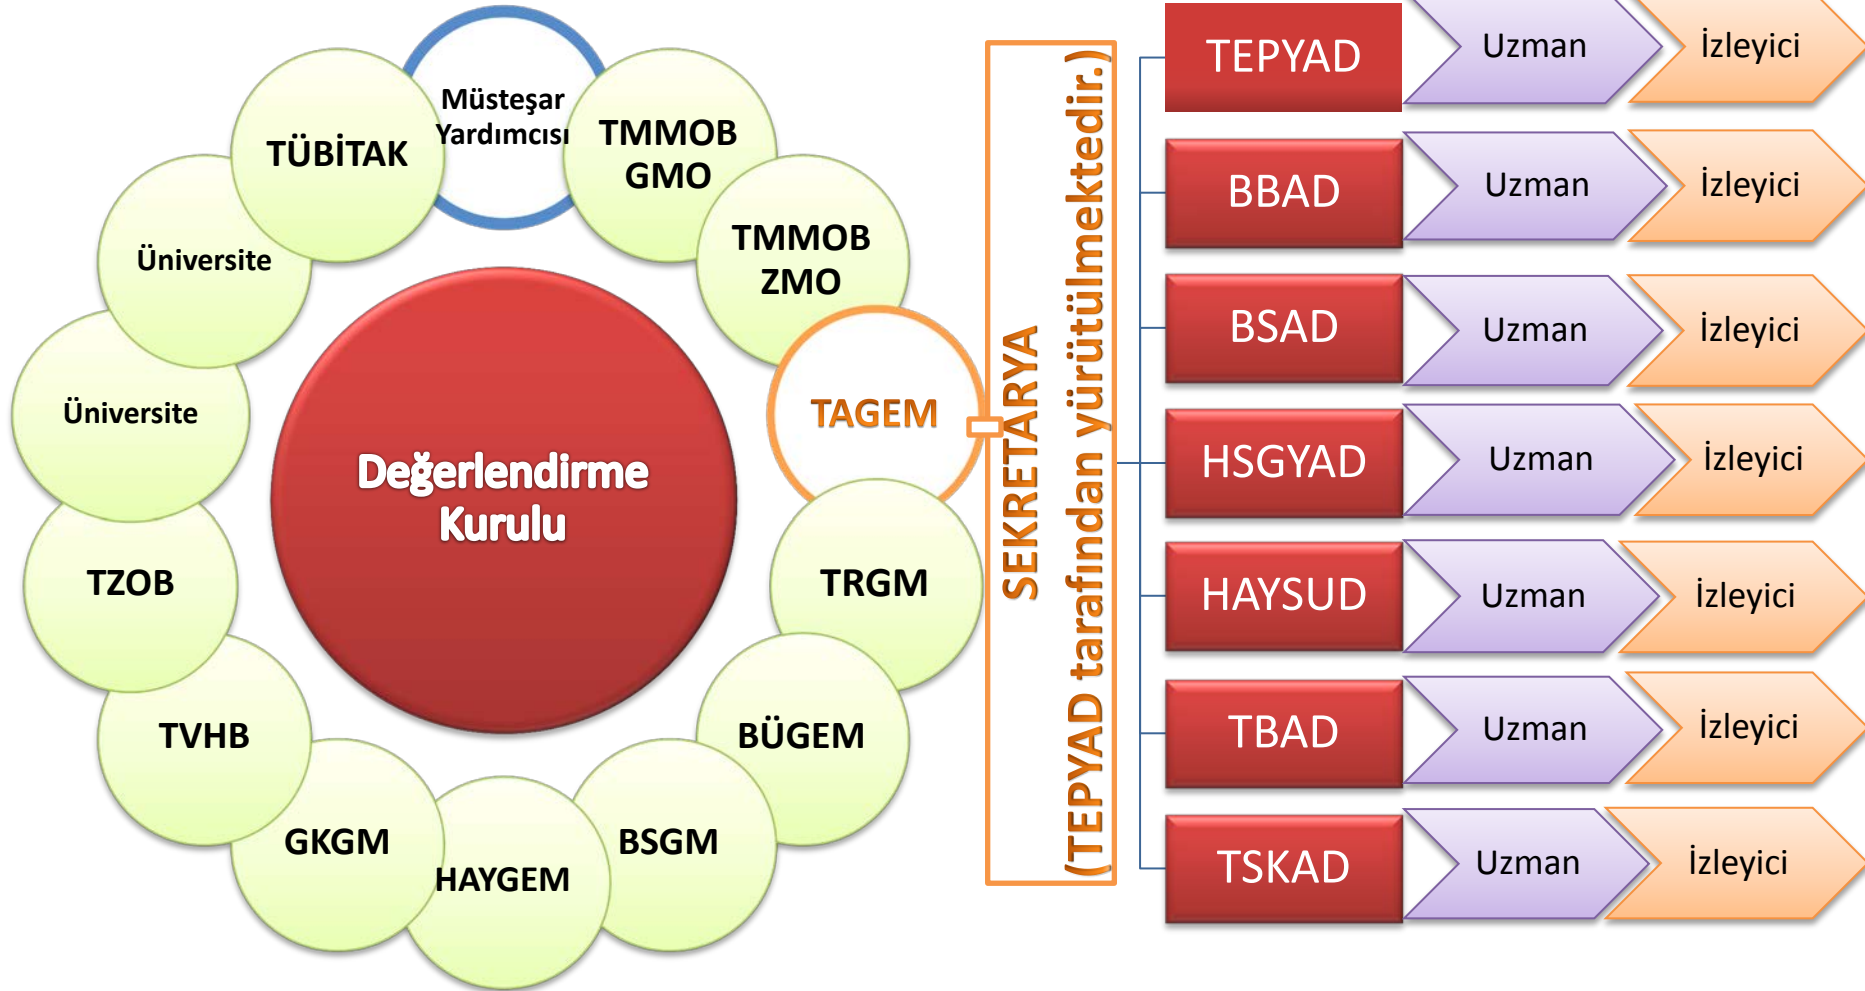 Müsteşar
Yardımcısı
TMMOB
GMO
TMMOB
ZMO
TAGEM
TRGM
BÜGEM
BSGM
HAYGEM
GKGM
TVHB
TZOB
Üniversite
Üniversite
TÜBİTAK
Değerlendirme
Kurulu
SEKRETARYA
(TEPYAD tarafından yürütülmektedir.)
TEPYAD Uzman İzleyici
BBAD Uzman İzleyici
BSAD Uzman İzleyici
HSGYAD Uzman İzleyici
HAYSUD Uzman İzleyici
TBAD Uzman İzleyici
TSKAD Uzman İzleyici